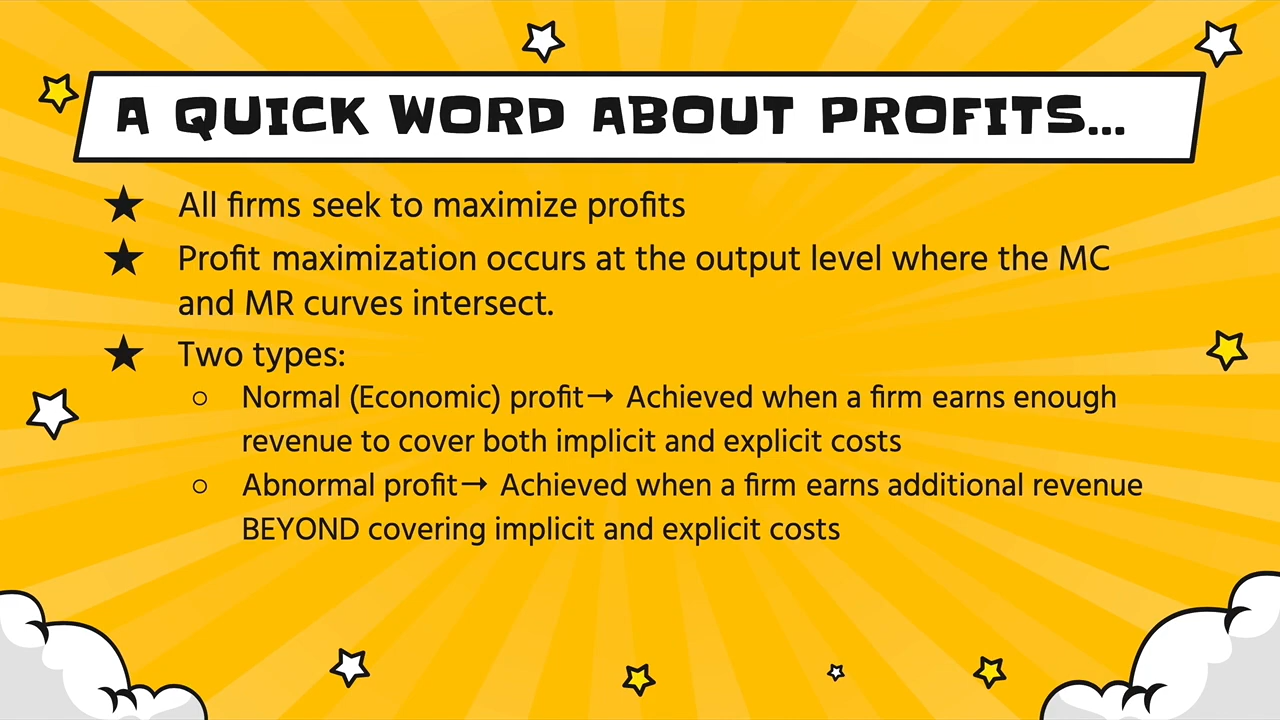 A QUICK WORD ABOUT PROFITS...
★ All firms seek to maximize profits
★ Profit maximization occurs at the output level where the MC
and MR curves intersect.
★ Two types:
○ Normal (Economic) profit→ Achieved when a firm earns enough
revenue to cover both implicit and explicit costs
○ Abnormal profit→ Achieved when a firm earns additional revenue
BEYOND covering implicit and explicit costs